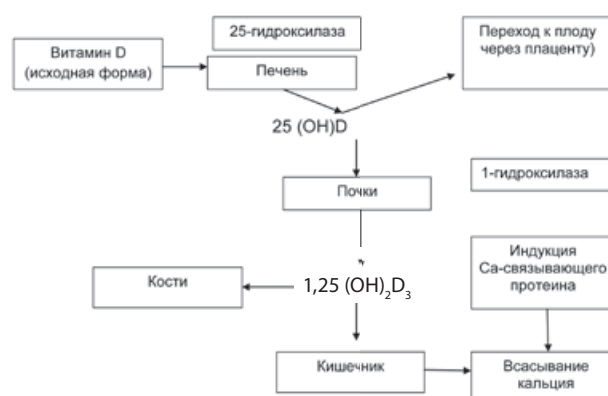 25-гидроксилаза
Переход к плоду
через плаценту)
Витамин D
(исходная форма)
Печень
25 (OH)D
1-гидроксилаза
Почки
Индукция
Са-связывающего
протеина
Кости
1,25 (OH)2D3
Кишечник
Всасывание
кальция